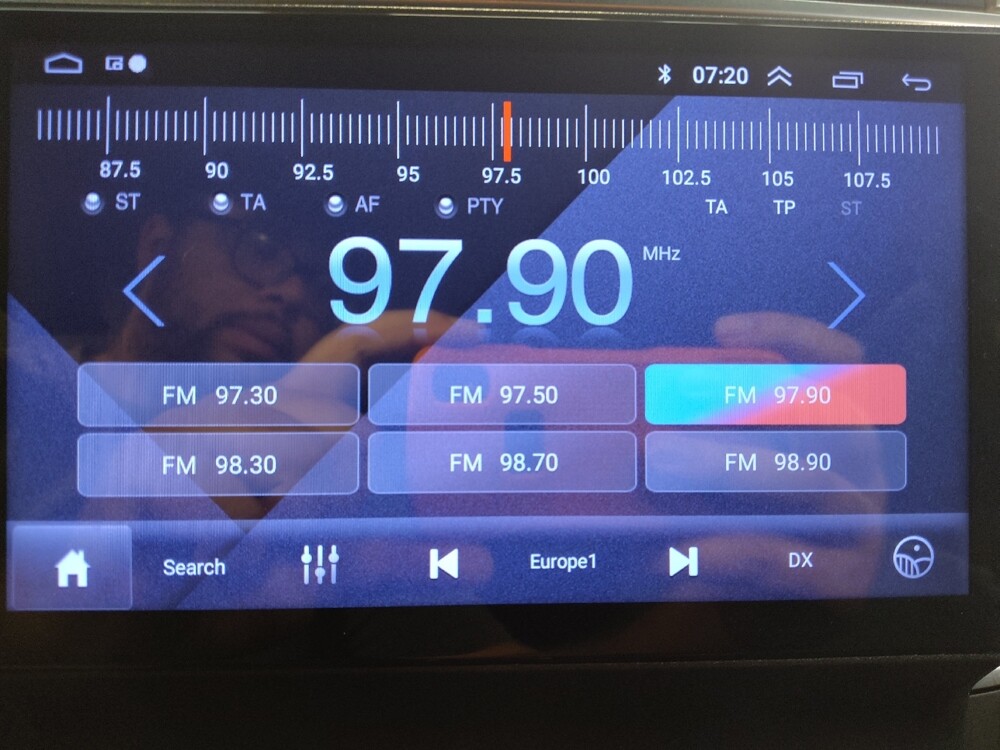 07:20
87.5 90 92.5 95 97.5 100 102.5 105 107.5
ST TA AF PTY TA TP ST
97.90 MHz
FM 97.30 FM 97.50 FM 97.90
FM 98.30 FM 98.70 FM 98.90
Search Europe1 DX